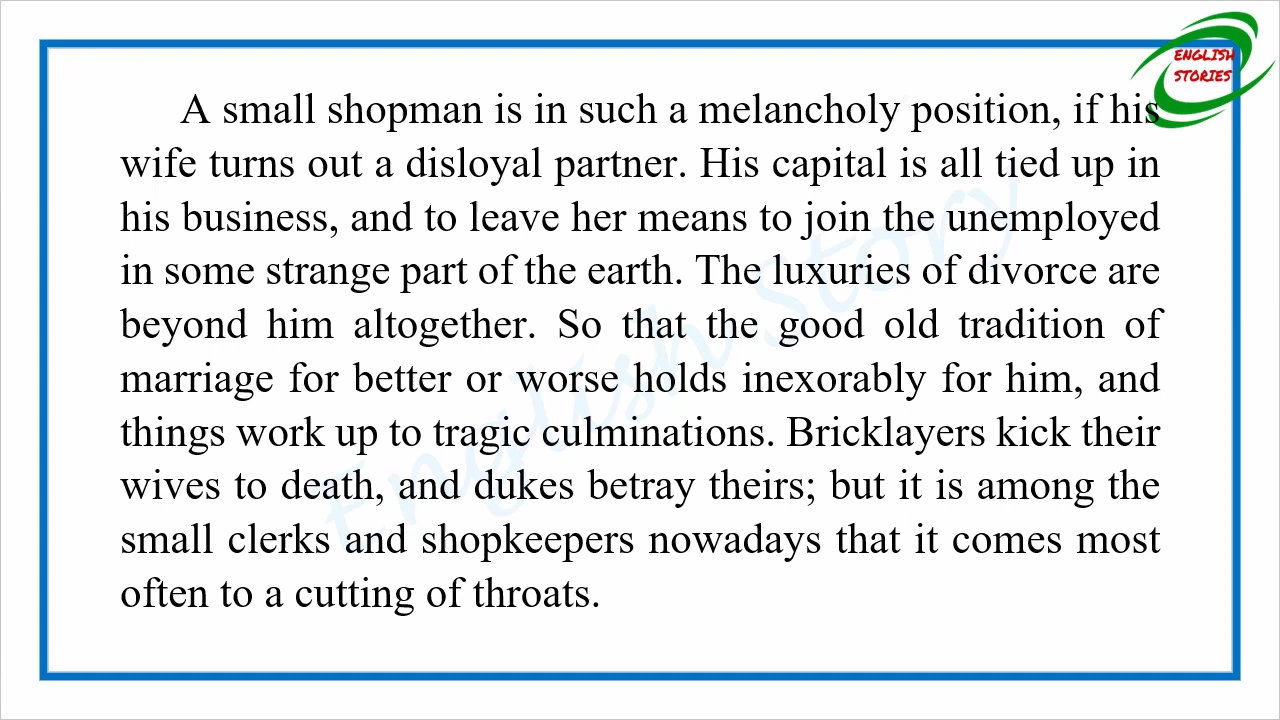 ENGLISH
STORIES
A small shopman is in such a melancholy position, if his
wife turns out a disloyal partner. His capital is all tied up in
his business, and to leave her means to join the unemployed
in some strange part of the earth. The luxuries of divorce are
beyond him altogether. So that the good old tradition of
marriage for better or worse holds inexorably for him, and
things work up to tragic culminations. Bricklayers kick their
wives to death, and dukes betray theirs; but it is among the
small clerks and shopkeepers nowadays that it comes most
often to a cutting of throats.
English Story